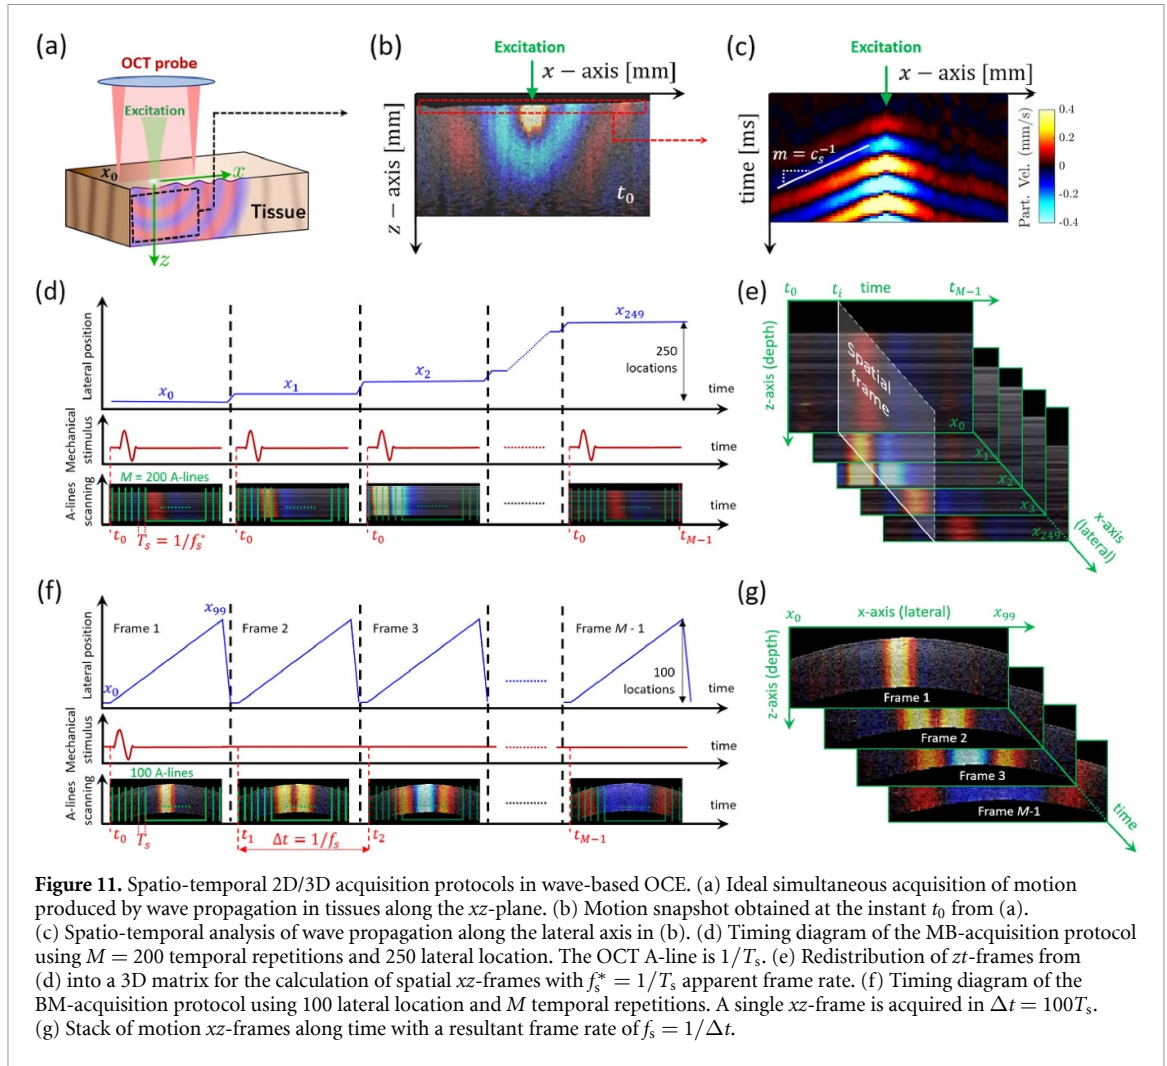 (a)
OCT probe
Excitation
x₀
x
Tissue
z
(b)
Excitation
x − axis [mm]
z − axis [mm]
t₀
(c)
Excitation
x − axis [mm]
time [ms]
m = cₛ⁻¹
Part. Vel. (mm/s)
0.4
0.2
0
-0.2
-0.4
(d)
Lateral position
x₀
x₁
x₂
x₂₄₉
250
locations
time
Mechanical
stimulus
time
A-lines
scanning
M = 200 A-lines
time
t₀
Tₛ = 1/fₛ*
t₀
t₀
t₀
t_{M−1}
(e)
t₀
tᵢ
time
t_{M−1}
z-axis (depth)
Spatial
frame
x₀
x₁
x₂
x₃
x₂₄₉
x-axis
(lateral)
(f)
Lateral position
x₀
Frame 1
x₉₉
Frame 2
Frame 3
Frame M - 1
100
locations
time
Mechanical
stimulus
time
A-lines
scanning
100 A-lines
time
t₀
Tₛ
t₁
Δt = 1/fₛ
t₂
t_{M−1}
(g)
x₀
x-axis (lateral)
x₉₉
z-axis (depth)
Frame 1
Frame 2
Frame 3
Frame M-1
time
Figure 11. Spatio-temporal 2D/3D acquisition protocols in wave-based OCE. (a) Ideal simultaneous acquisition of motion
produced by wave propagation in tissues along the xz-plane. (b) Motion snapshot obtained at the instant t₀ from (a).
(c) Spatio-temporal analysis of wave propagation along the lateral axis in (b). (d) Timing diagram of the MB-acquisition protocol
using M = 200 temporal repetitions and 250 lateral location. The OCT A-line is 1/Tₛ. (e) Redistribution of zt-frames from
(d) into a 3D matrix for the calculation of spatial xz-frames with fₛ* = 1/Tₛ apparent frame rate. (f) Timing diagram of the
BM-acquisition protocol using 100 lateral location and M temporal repetitions. A single xz-frame is acquired in Δt = 100Tₛ.
(g) Stack of motion xz-frames along time with a resultant frame rate of fₛ = 1/Δt.